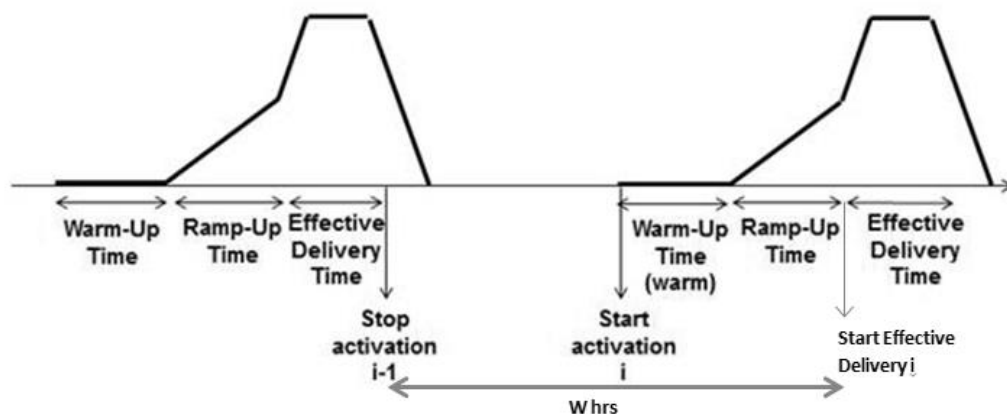 Warm-Up
Time
Ramp-Up
Time
Effective
Delivery
Time
Stop
activation
i-1
Warm-Up
Time
(warm)
Start
activation
i
Ramp-Up
Time
Effective
Delivery
Time
Start Effective
Delivery i
W hrs